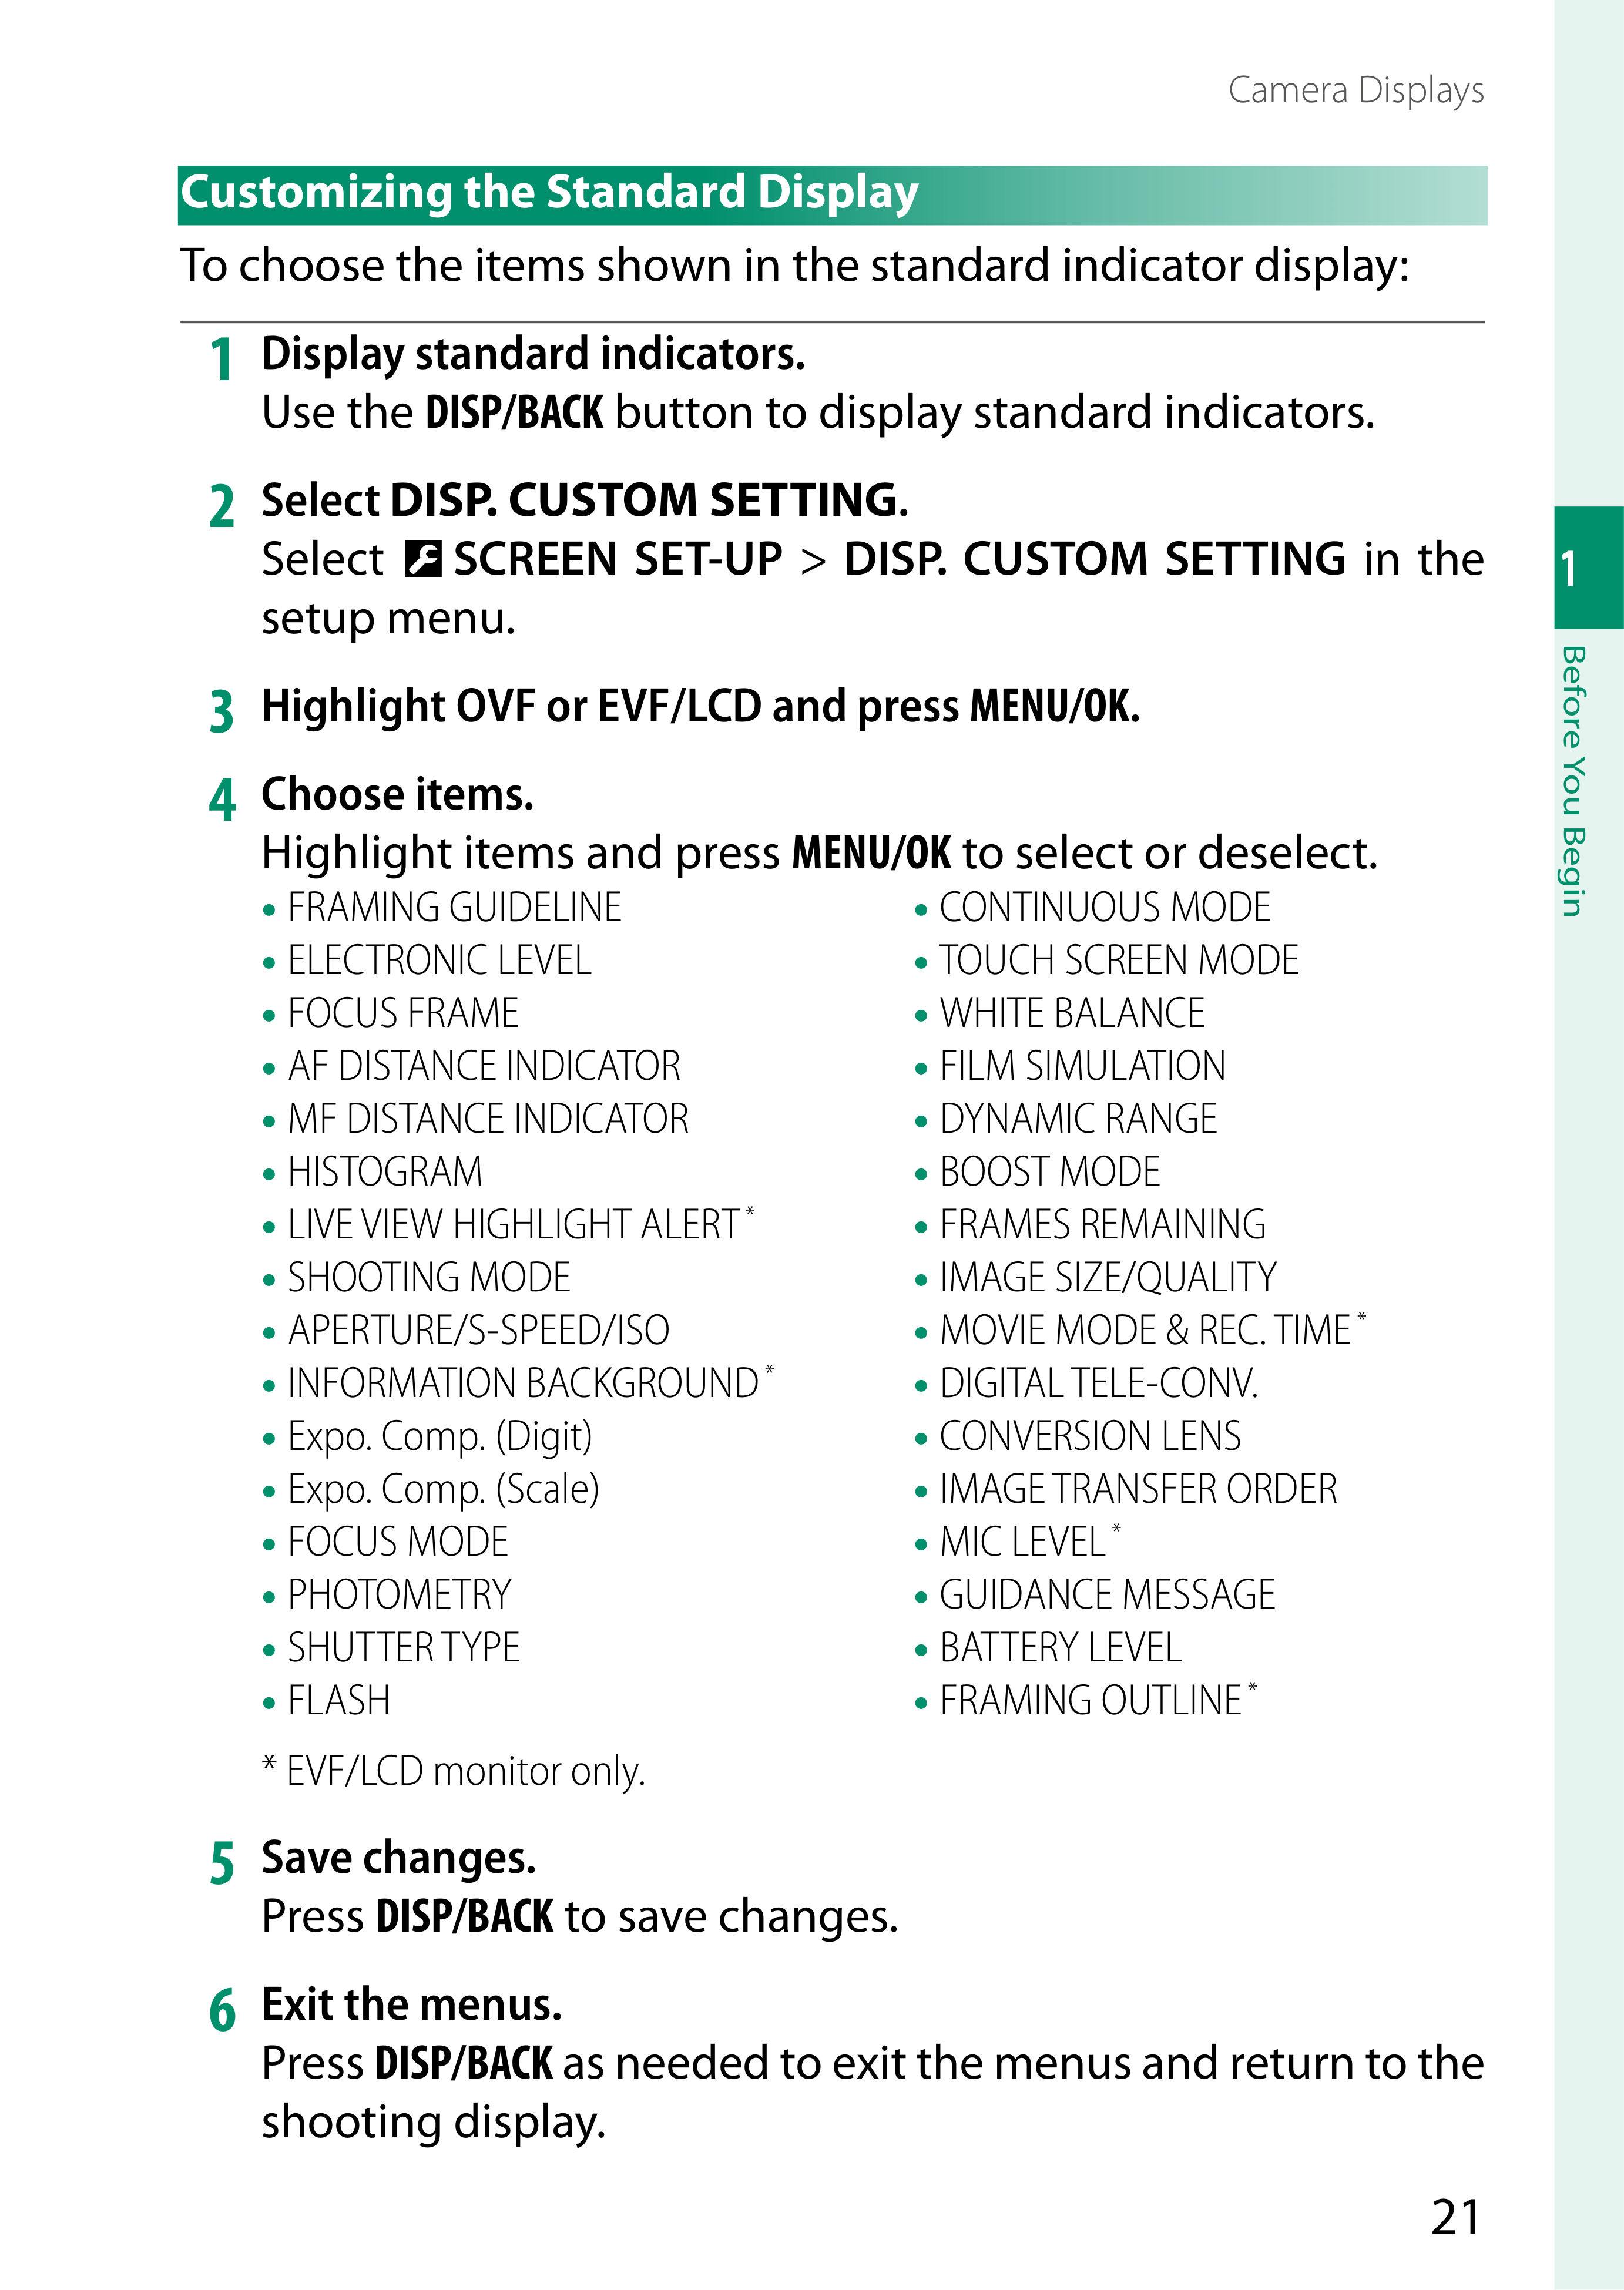 Camera Displays
Customizing the Standard Display
To choose the items shown in the standard indicator display:
1 Display standard indicators.
Use the DISP/BACK button to display standard indicators.
2 Select DISP. CUSTOM SETTING.
Select SCREEN SET-UP > DISP. CUSTOM SETTING in the
setup menu.
3 Highlight OVF or EVF/LCD and press MENU/OK.
4 Choose items.
Highlight items and press MENU/OK to select or deselect.
• FRAMING GUIDELINE
• ELECTRONIC LEVEL
• FOCUS FRAME
• AF DISTANCE INDICATOR
• MF DISTANCE INDICATOR
• HISTOGRAM
• LIVE VIEW HIGHLIGHT ALERT*
• SHOOTING MODE
• APERTURE/S-SPEED/ISO
• INFORMATION BACKGROUND*
• Expo. Comp. (Digit)
• Expo. Comp. (Scale)
• FOCUS MODE
• PHOTOMETRY
• SHUTTER TYPE
• FLASH
• CONTINUOUS MODE
• TOUCH SCREEN MODE
• WHITE BALANCE
• FILM SIMULATION
• DYNAMIC RANGE
• BOOST MODE
• FRAMES REMAINING
• IMAGE SIZE/QUALITY
• MOVIE MODE & REC. TIME*
• DIGITAL TELE-CONV.
• CONVERSION LENS
• IMAGE TRANSFER ORDER
• MIC LEVEL*
• GUIDANCE MESSAGE
• BATTERY LEVEL
• FRAMING OUTLINE*
* EVF/LCD monitor only.
5 Save changes.
Press DISP/BACK to save changes.
6 Exit the menus.
Press DISP/BACK as needed to exit the menus and return to the
shooting display.
1
Before You Begin
21